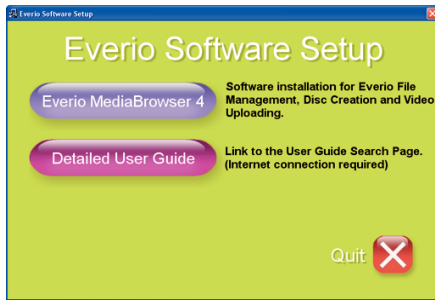 Everio Software Setup
Everio Software Setup
Everio MediaBrowser 4
Software installation for Everio File
Management, Disc Creation and Video
Uploading.
Detailed User Guide
Link to the User Guide Search Page.
(Internet connection required)
Quit